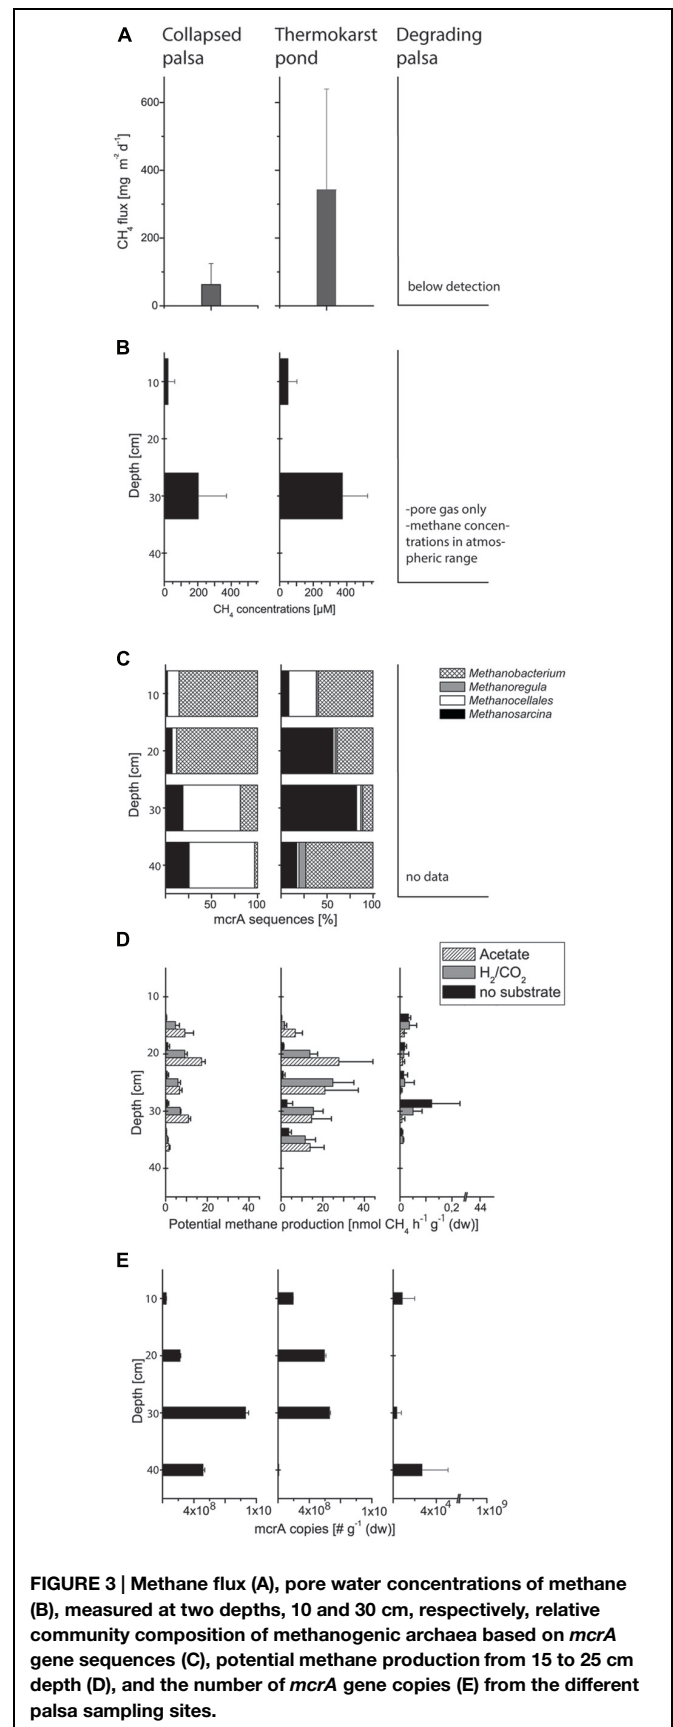 A Collapsed palsa Thermokarst pond Degrading palsa
CH4 flux [mg m-2 d-1]
600
400
200
0
below detection
B
Depth [cm]
10
20
30
40
-pore gas only
-methane concen-
trations in atmos-
pheric range
0 200 400 0 200 400
CH4 concentrations [µM]
C
Methanobacterium
Methanoregula
Methanocellales
Methanosarcina
Depth [cm]
10
20
30
40
no data
50 100 50 100
mcrA sequences [%]
D
Acetate
H2/CO2
no substrate
Depth [cm]
10
20
30
40
0 20 40 0 20 40 0 0,2 44
Potential methane production [nmol CH4 h-1 g-1 (dw)]
E
Depth [cm]
10
20
30
40
4x10⁸ 1x10 4x10⁸ 1x10 4x10⁴ 1x10⁹
mcrA copies [# g-1 (dw)]
FIGURE 3 | Methane flux (A), pore water concentrations of methane
(B), measured at two depths, 10 and 30 cm, respectively, relative
community composition of methanogenic archaea based on mcrA
gene sequences (C), potential methane production from 15 to 25 cm
depth (D), and the number of mcrA gene copies (E) from the different
palsa sampling sites.